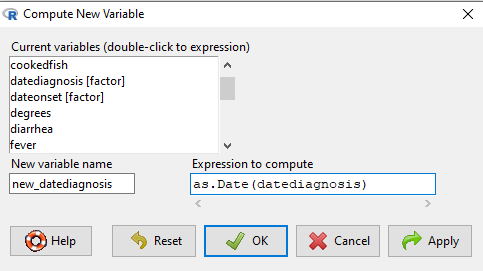 Compute New Variable
Current variables (double-click to expression)
cookedfish
datediagnosis [factor]
dateonset [factor]
degrees
diarrhea
fever
New variable name
Expression to compute
new_datediagnosis
as.Date(datediagnosis)
Help
Reset
OK
Cancel
Apply